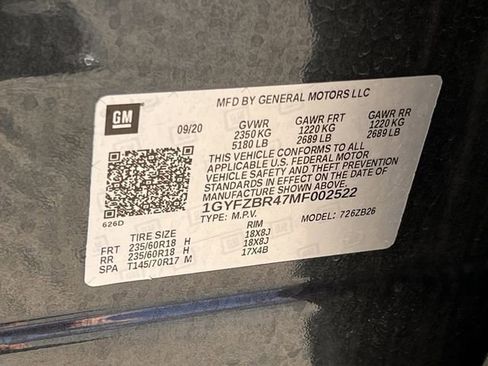 GM
MFD BY GENERAL MOTORS LLC
09/20 GVWR GAWR FRT GAWR RR
2350 KG 1220 KG 1220 KG
5180 LB 2689 LB 2689 LB
THIS VEHICLE CONFORMS TO ALL
APPLICABLE U.S. FEDERAL MOTOR
VEHICLE SAFETY AND THEFT PREVENTION
STANDARDS IN EFFECT ON THE DATE OF
MANUFACTURE SHOWN ABOVE.
1GYFZBR47MF002522
626D TYPE: M.P.V. MODEL: 726ZB26
TIRE SIZE RIM
FRT 235/60R18 H 18X8J
RR 235/60R18 H 18X8J
SPA T145/70R17 M 17X4B